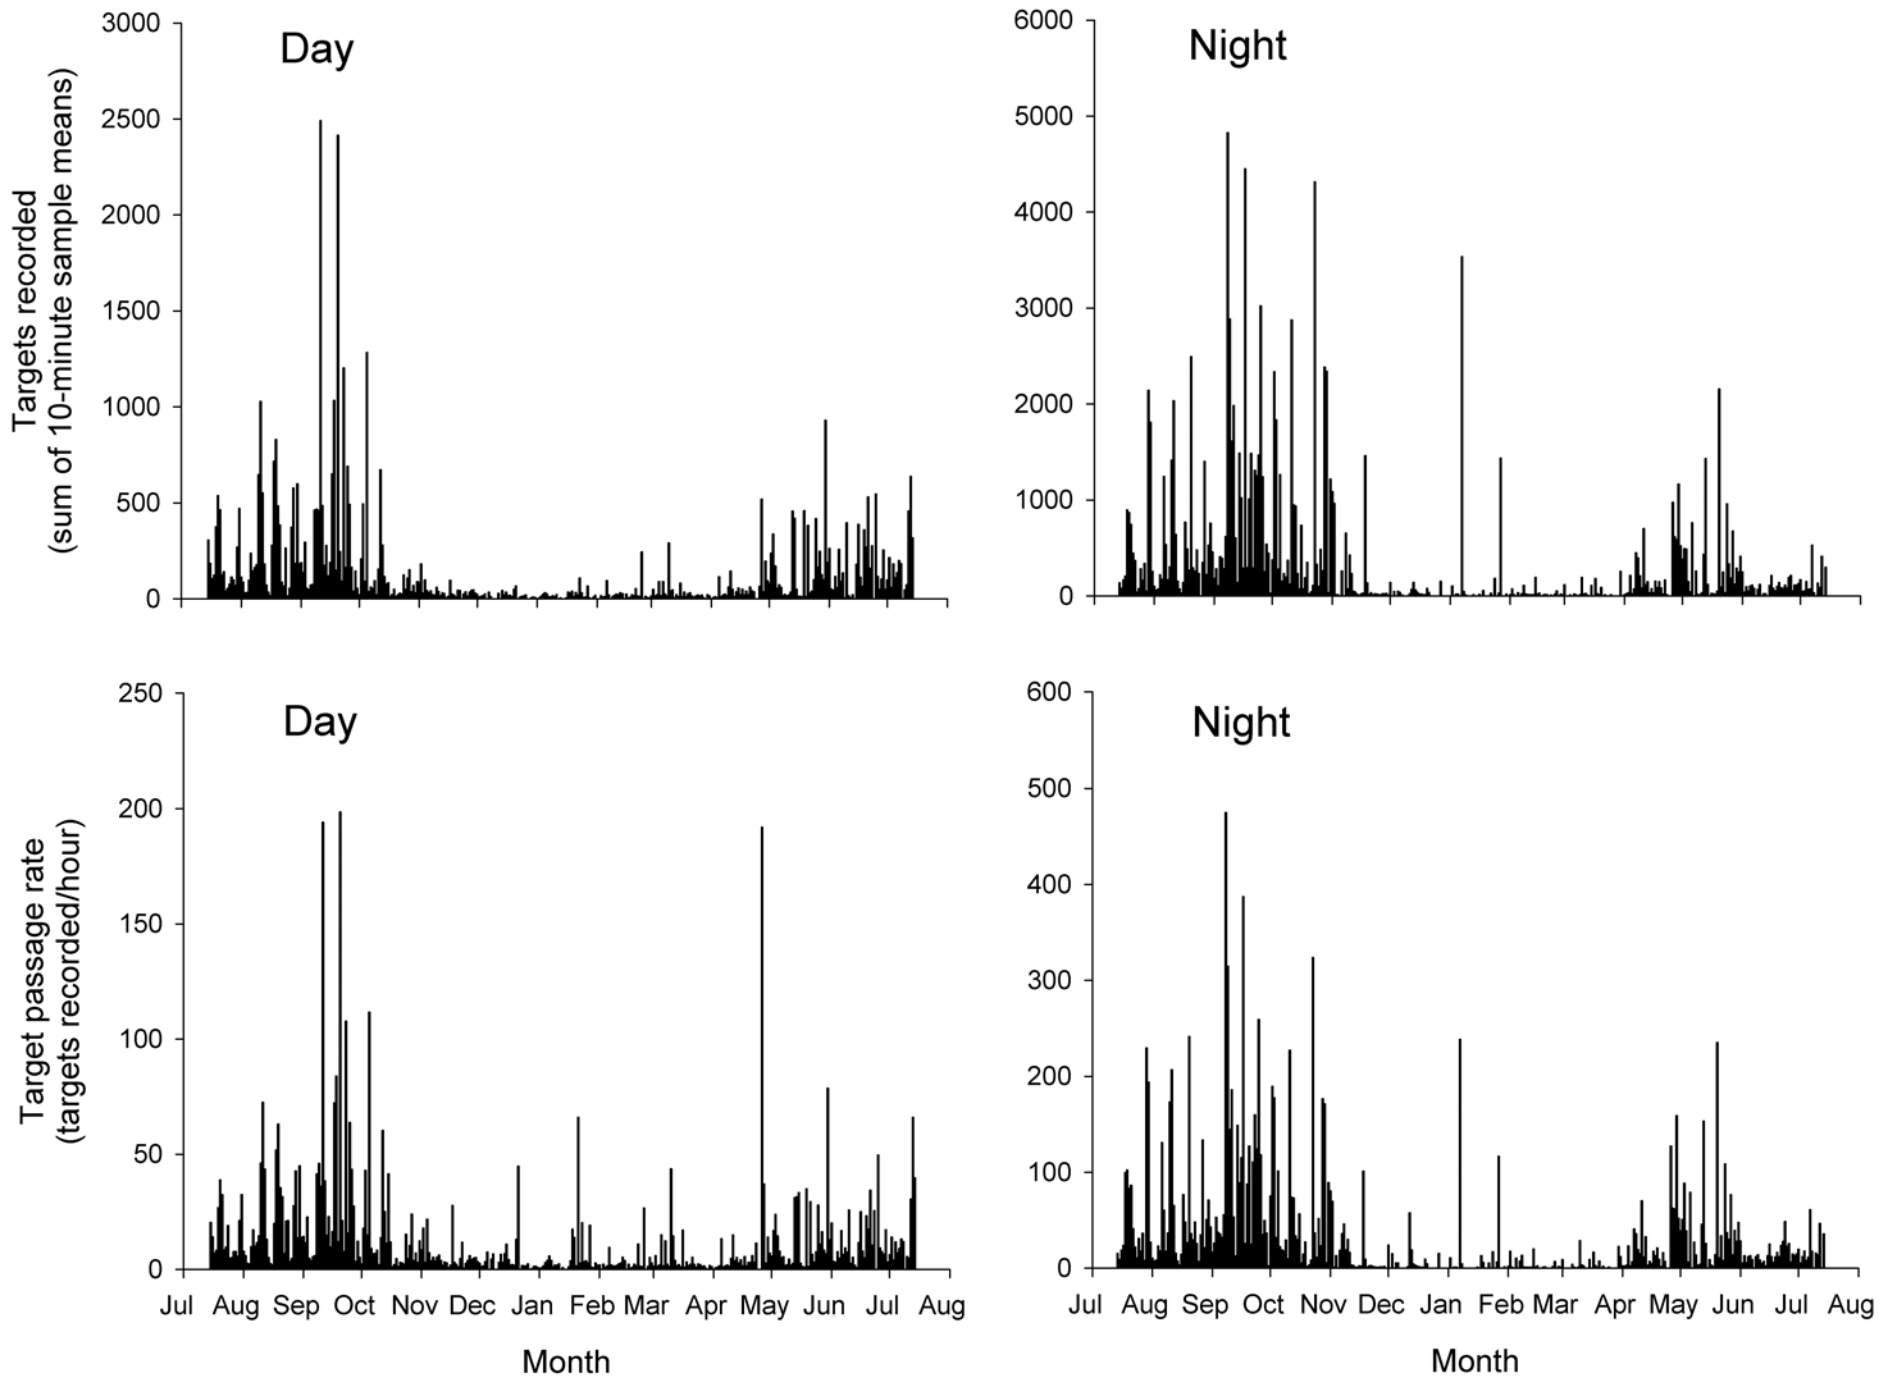 Day
Targets recorded
(sum of 10-minute sample means)
3000
2500
2000
1500
1000
500
0
Night
6000
5000
4000
3000
2000
1000
0
Day
Target passage rate
(targets recorded/hour)
250
200
150
100
50
0
Jul Aug Sep Oct Nov Dec Jan Feb Mar Apr May Jun Jul Aug
Month
Night
600
500
400
300
200
100
0
Jul Aug Sep Oct Nov Dec Jan Feb Mar Apr May Jun Jul Aug
Month